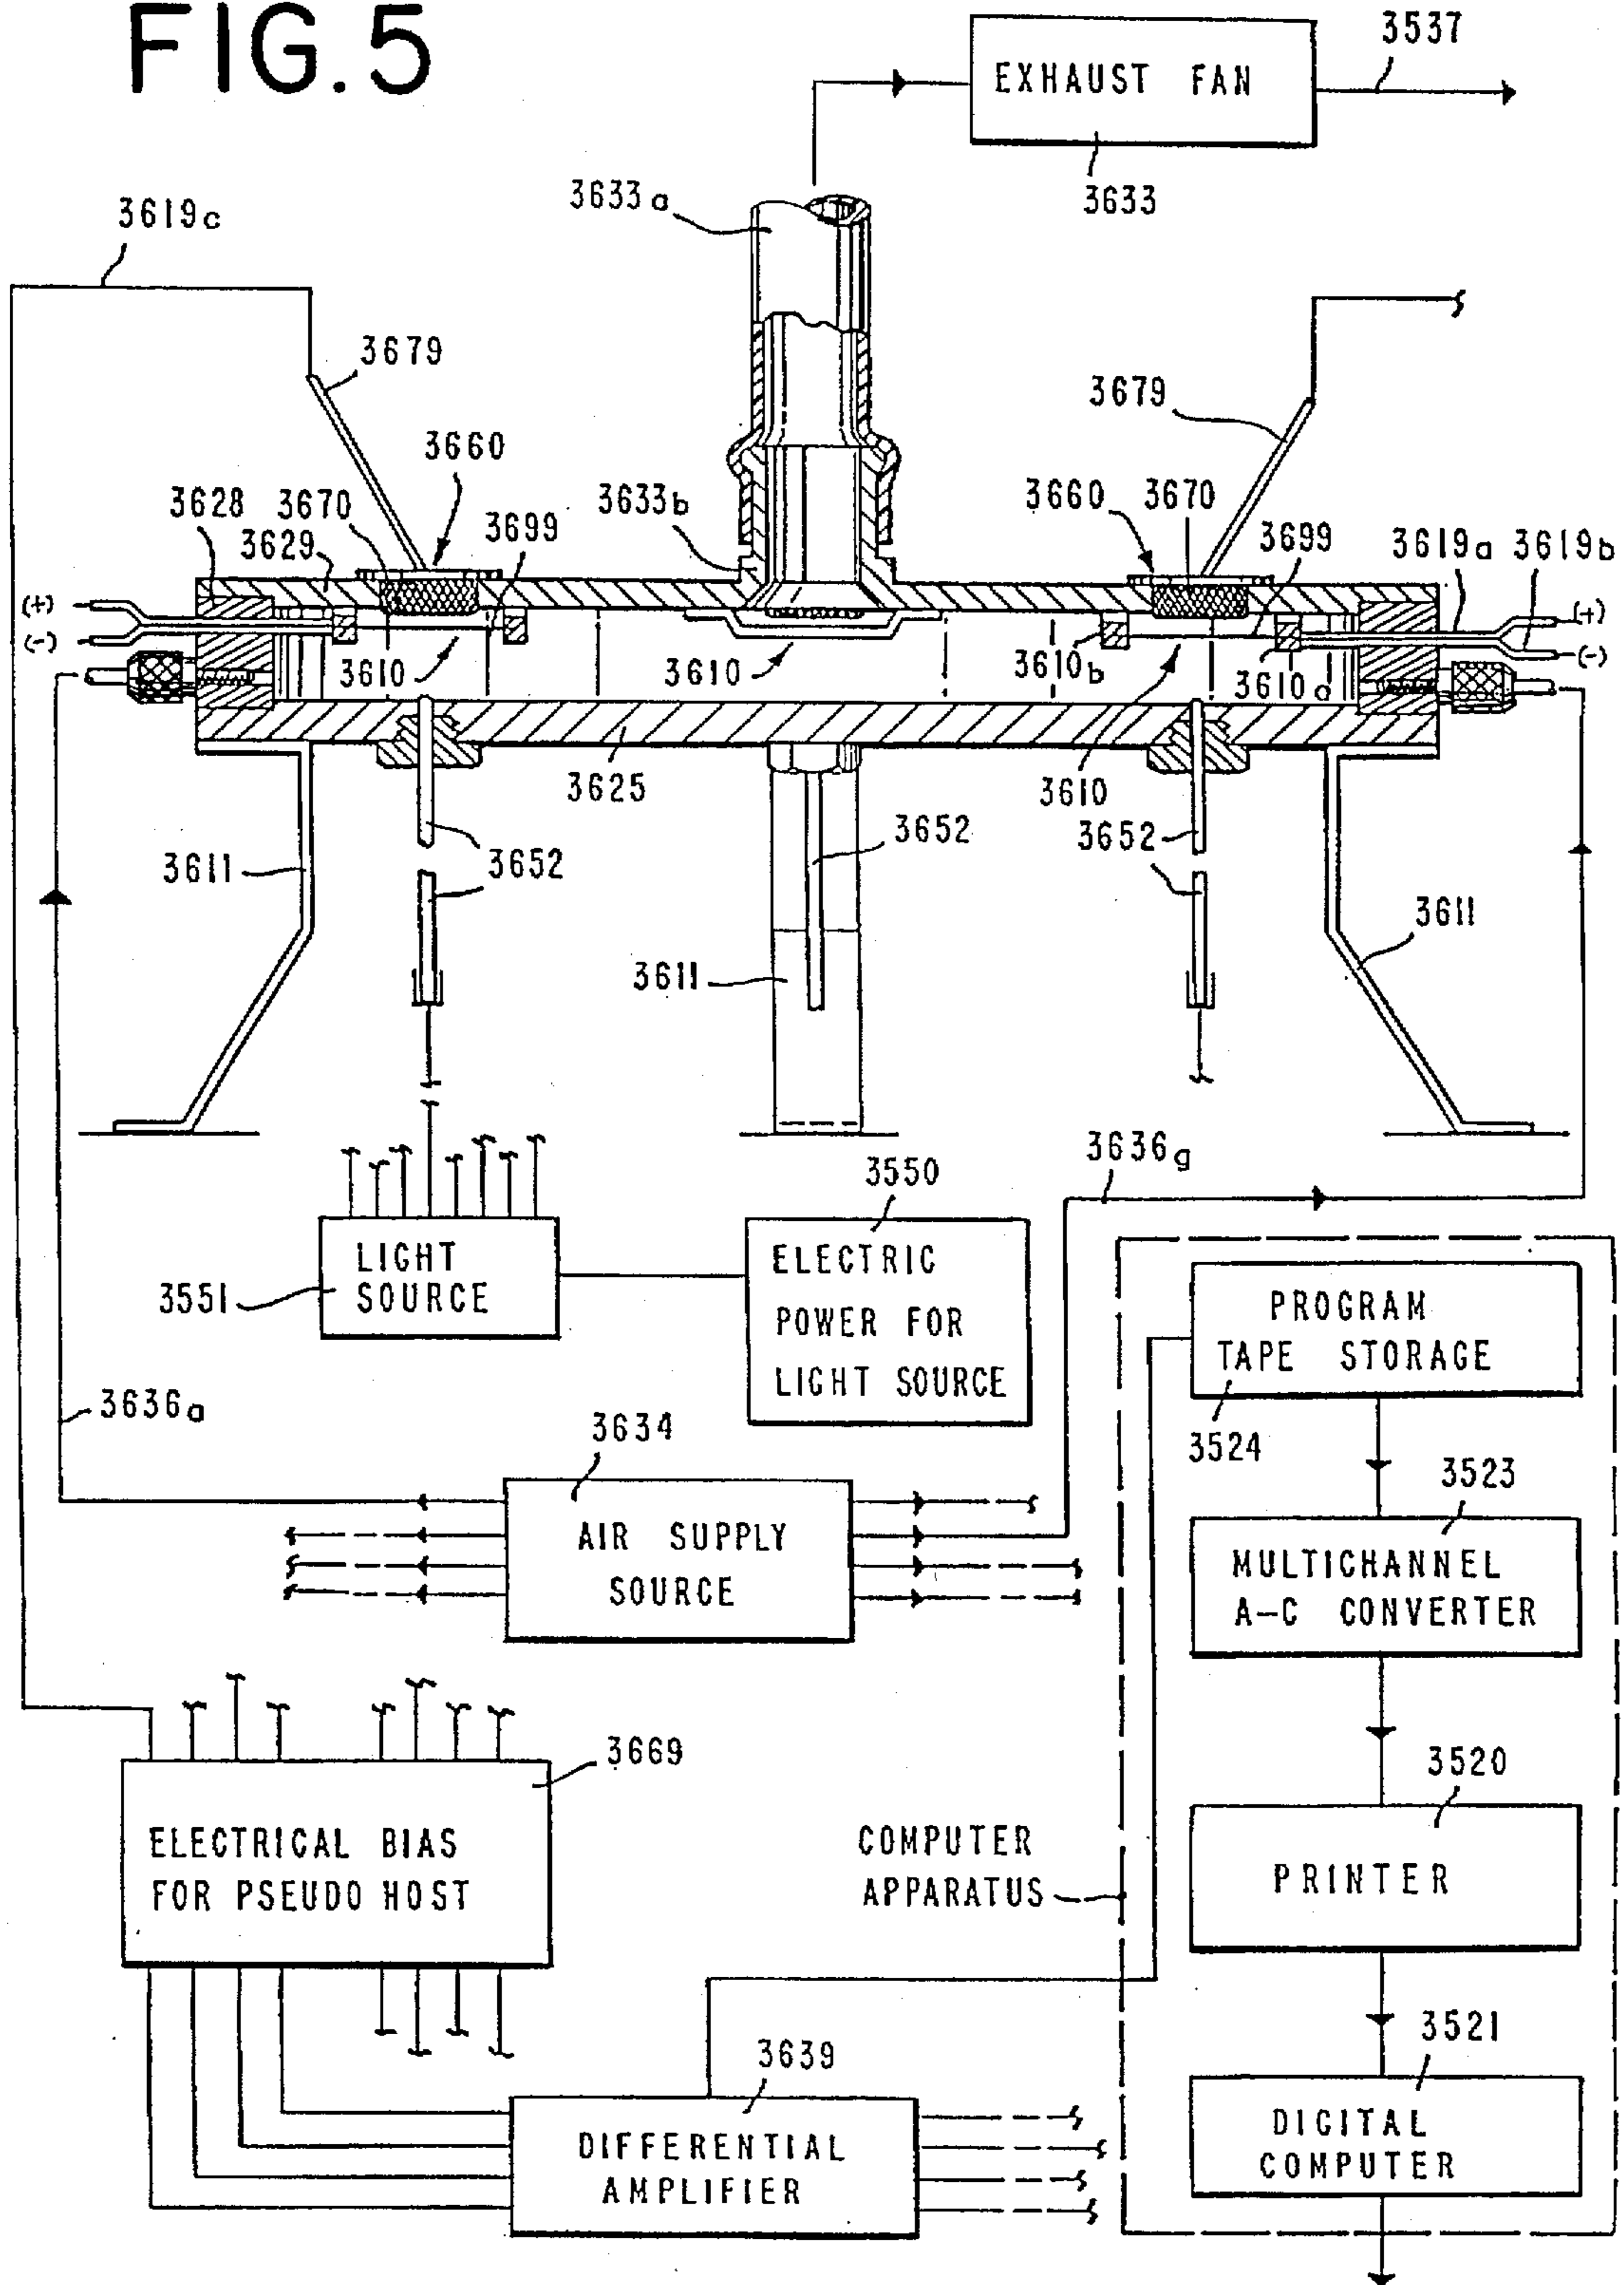 FIG.5
3537
EXHAUST FAN
3633
3633a
3619c
3679
3679
3660
3633b
3660
3670
3628
3670
3699
3629
3699
3619a
3619b
(+)
(-)
(+)
(-)
3610
3610
3610b
3610a
3625
3610
3652
3652
3652
3611
3611
3611
3636g
3550
LIGHT
SOURCE
3551
ELECTRIC
POWER FOR
LIGHT SOURCE
PROGRAM
TAPE STORAGE
3524
3636a
3634
AIR SUPPLY
SOURCE
3523
MULTICHANNEL
A-C CONVERTER
3669
ELECTRICAL BIAS
FOR PSEUDO HOST
COMPUTER
APPARATUS
3520
PRINTER
3639
DIFFERENTIAL
AMPLIFIER
3521
DIGITAL
COMPUTER